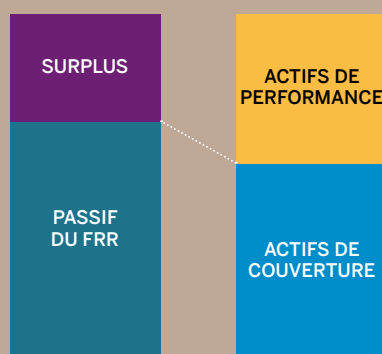 SURPLUS
PASSIF
DU FRR
ACTIFS DE
PERFORMANCE
ACTIFS DE
COUVERTURE